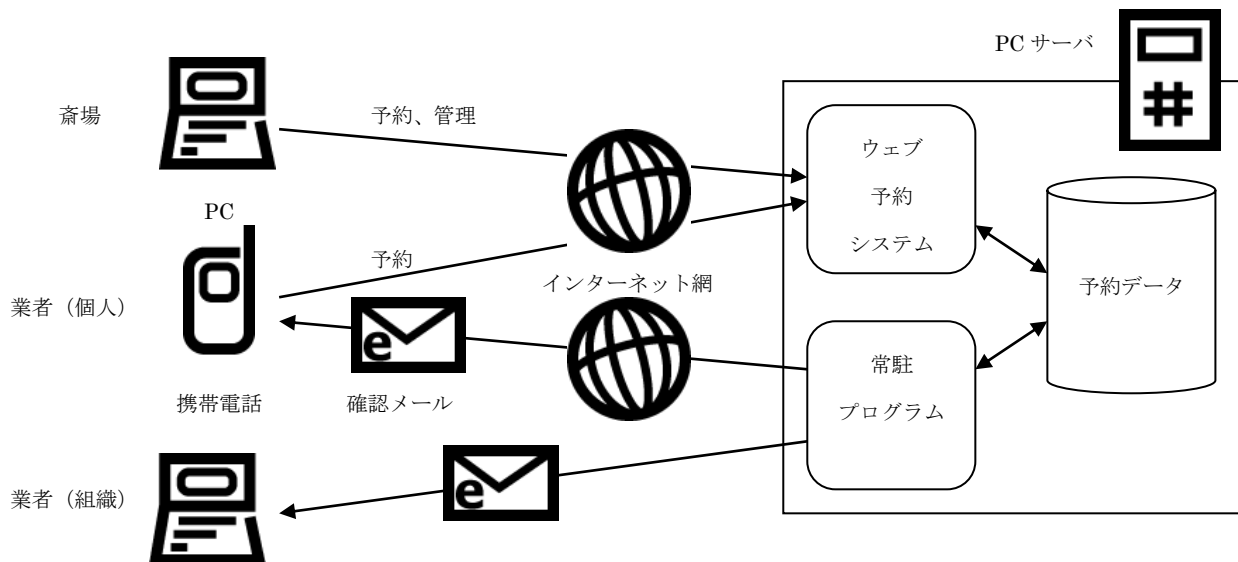 PC サーバ
斎場
予約、管理
ウェブ
予約
システム
PC
予約
インターネット網
予約データ
業者（個人）
e
常駐
プログラム
携帯電話
確認メール
業者（組織）
e